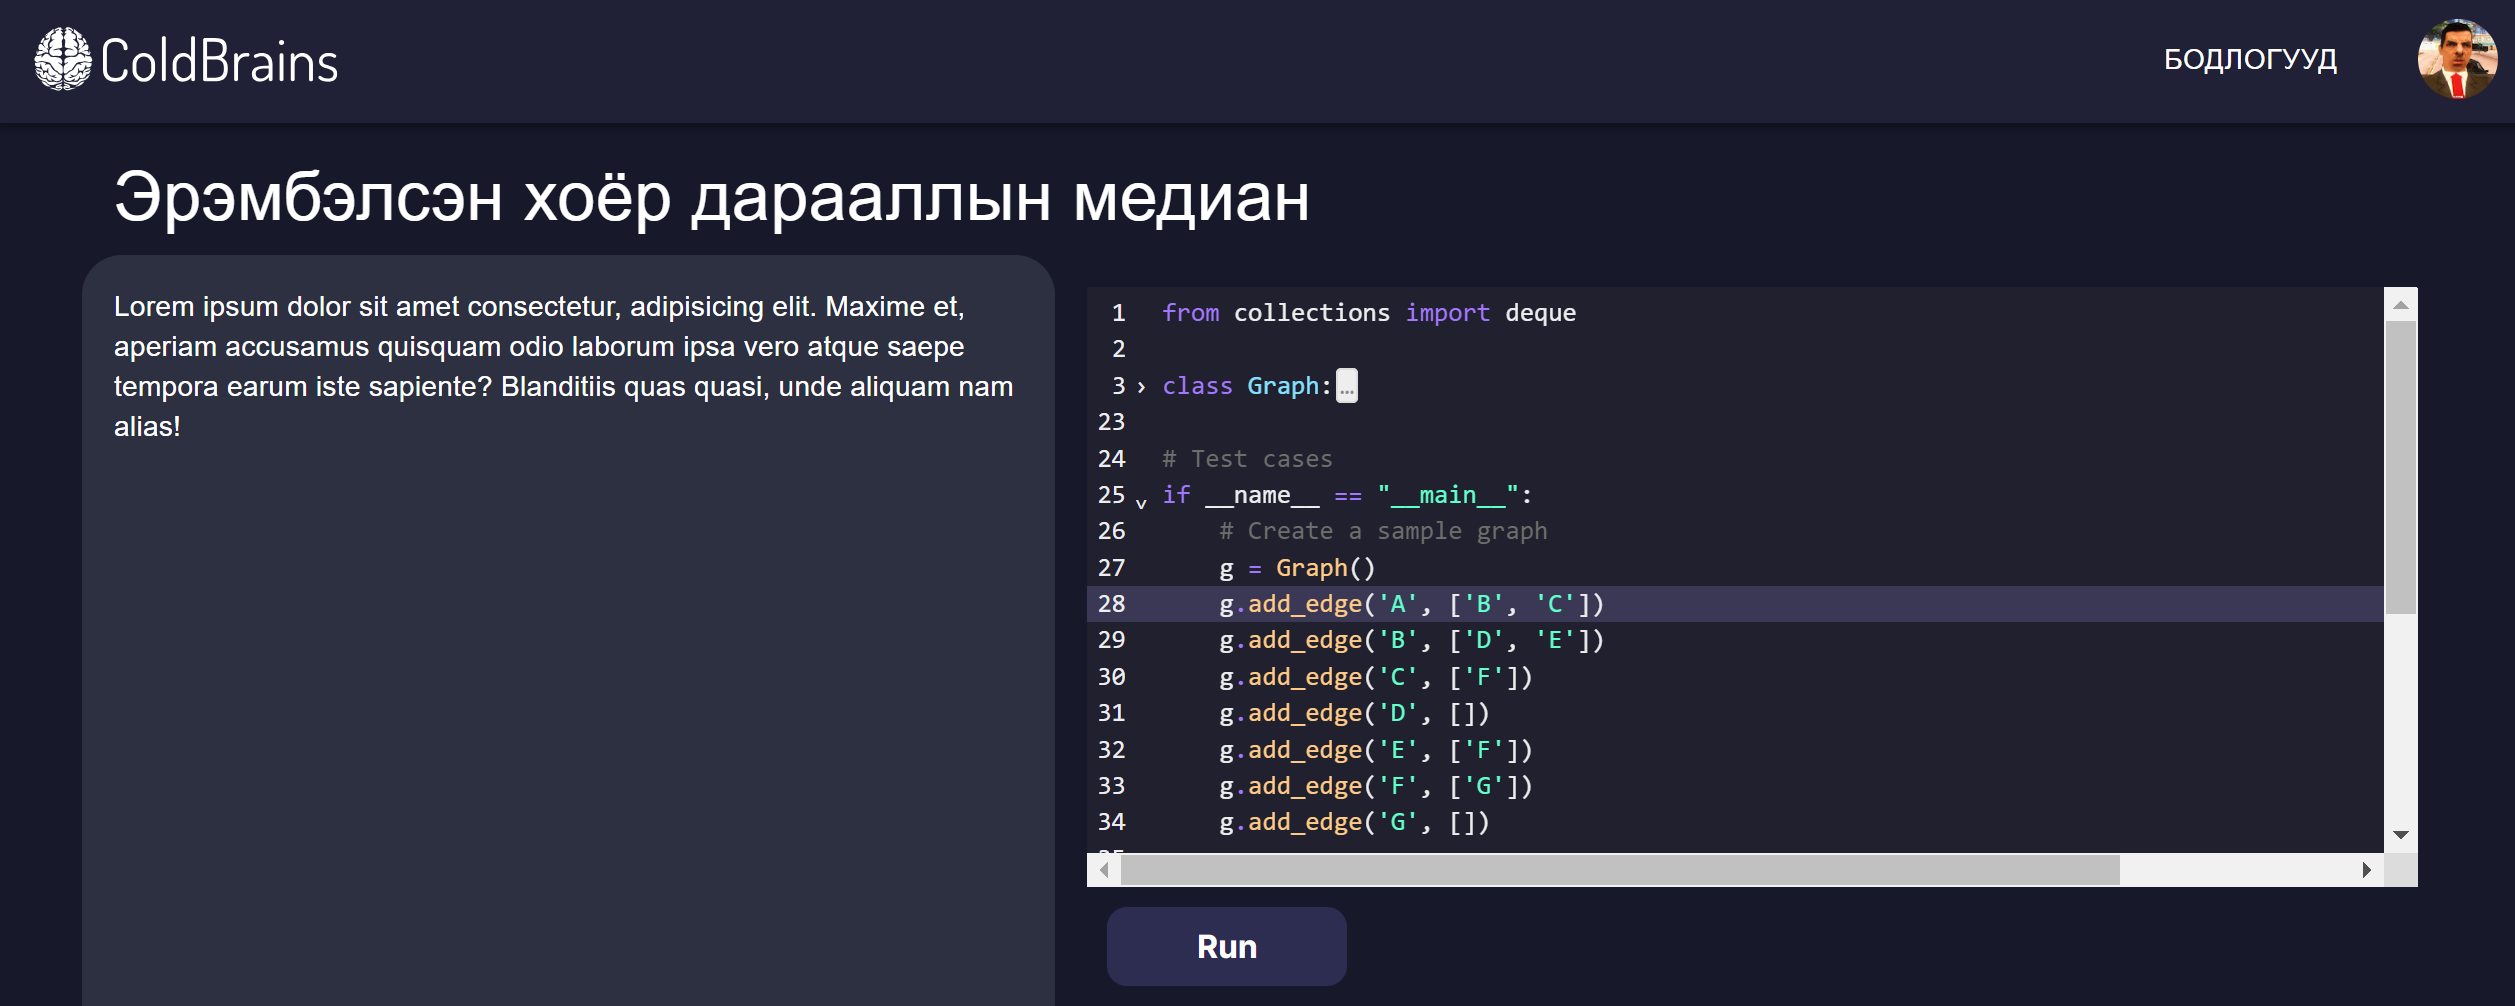 ColdBrains
БОДЛОГУУД
Эрэмбэлсэн хоёр дарааллын медиан
Lorem ipsum dolor sit amet consectetur, adipisicing elit. Maxime et,
aperiam accusamus quisquam odio laborum ipsa vero atque saepe
tempora earum iste sapiente? Blanditiis quas quasi, unde aliquam nam
alias!
1 from collections import deque
2
3 › class Graph:…
23
24 # Test cases
25 v if __name__ == "__main__":
26 # Create a sample graph
27 g = Graph()
28 g.add_edge('A', ['B', 'C'])
29 g.add_edge('B', ['D', 'E'])
30 g.add_edge('C', ['F'])
31 g.add_edge('D', [])
32 g.add_edge('E', ['F'])
33 g.add_edge('F', ['G'])
34 g.add_edge('G', [])
Run